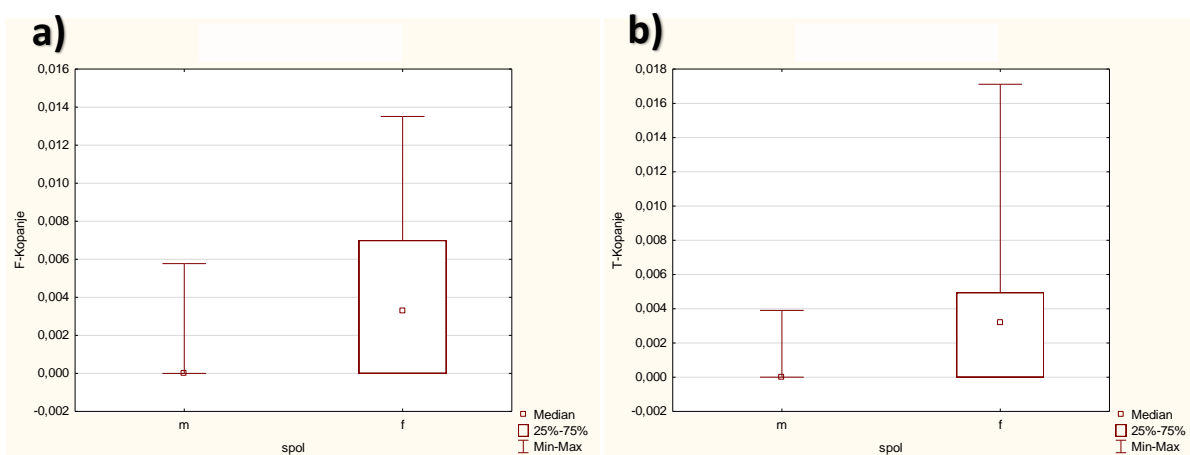 a)
0,016
0,014
0,012
0,010
0,008
0,006
0,004
0,002
0,000
-0,002
F-Kopanje
m
f
spol
Median
25%-75%
Min-Max
b)
0,018
0,016
0,014
0,012
0,010
0,008
0,006
0,004
0,002
0,000
-0,002
T-Kopanje
m
f
spol
Median
25%-75%
Min-Max